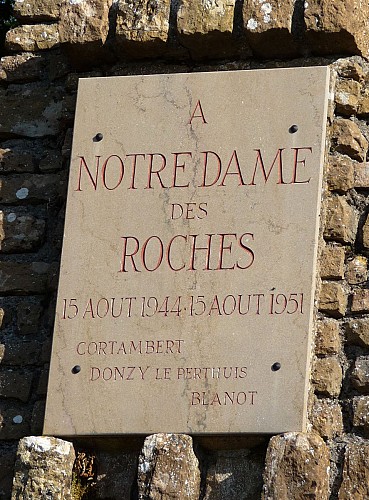 A
NOTRE DAME
DES
ROCHES
15 AOUT 1944 · 15 AOUT 1951
CORTAMBERT
DONZY LE PERTHUIS
BLANOT